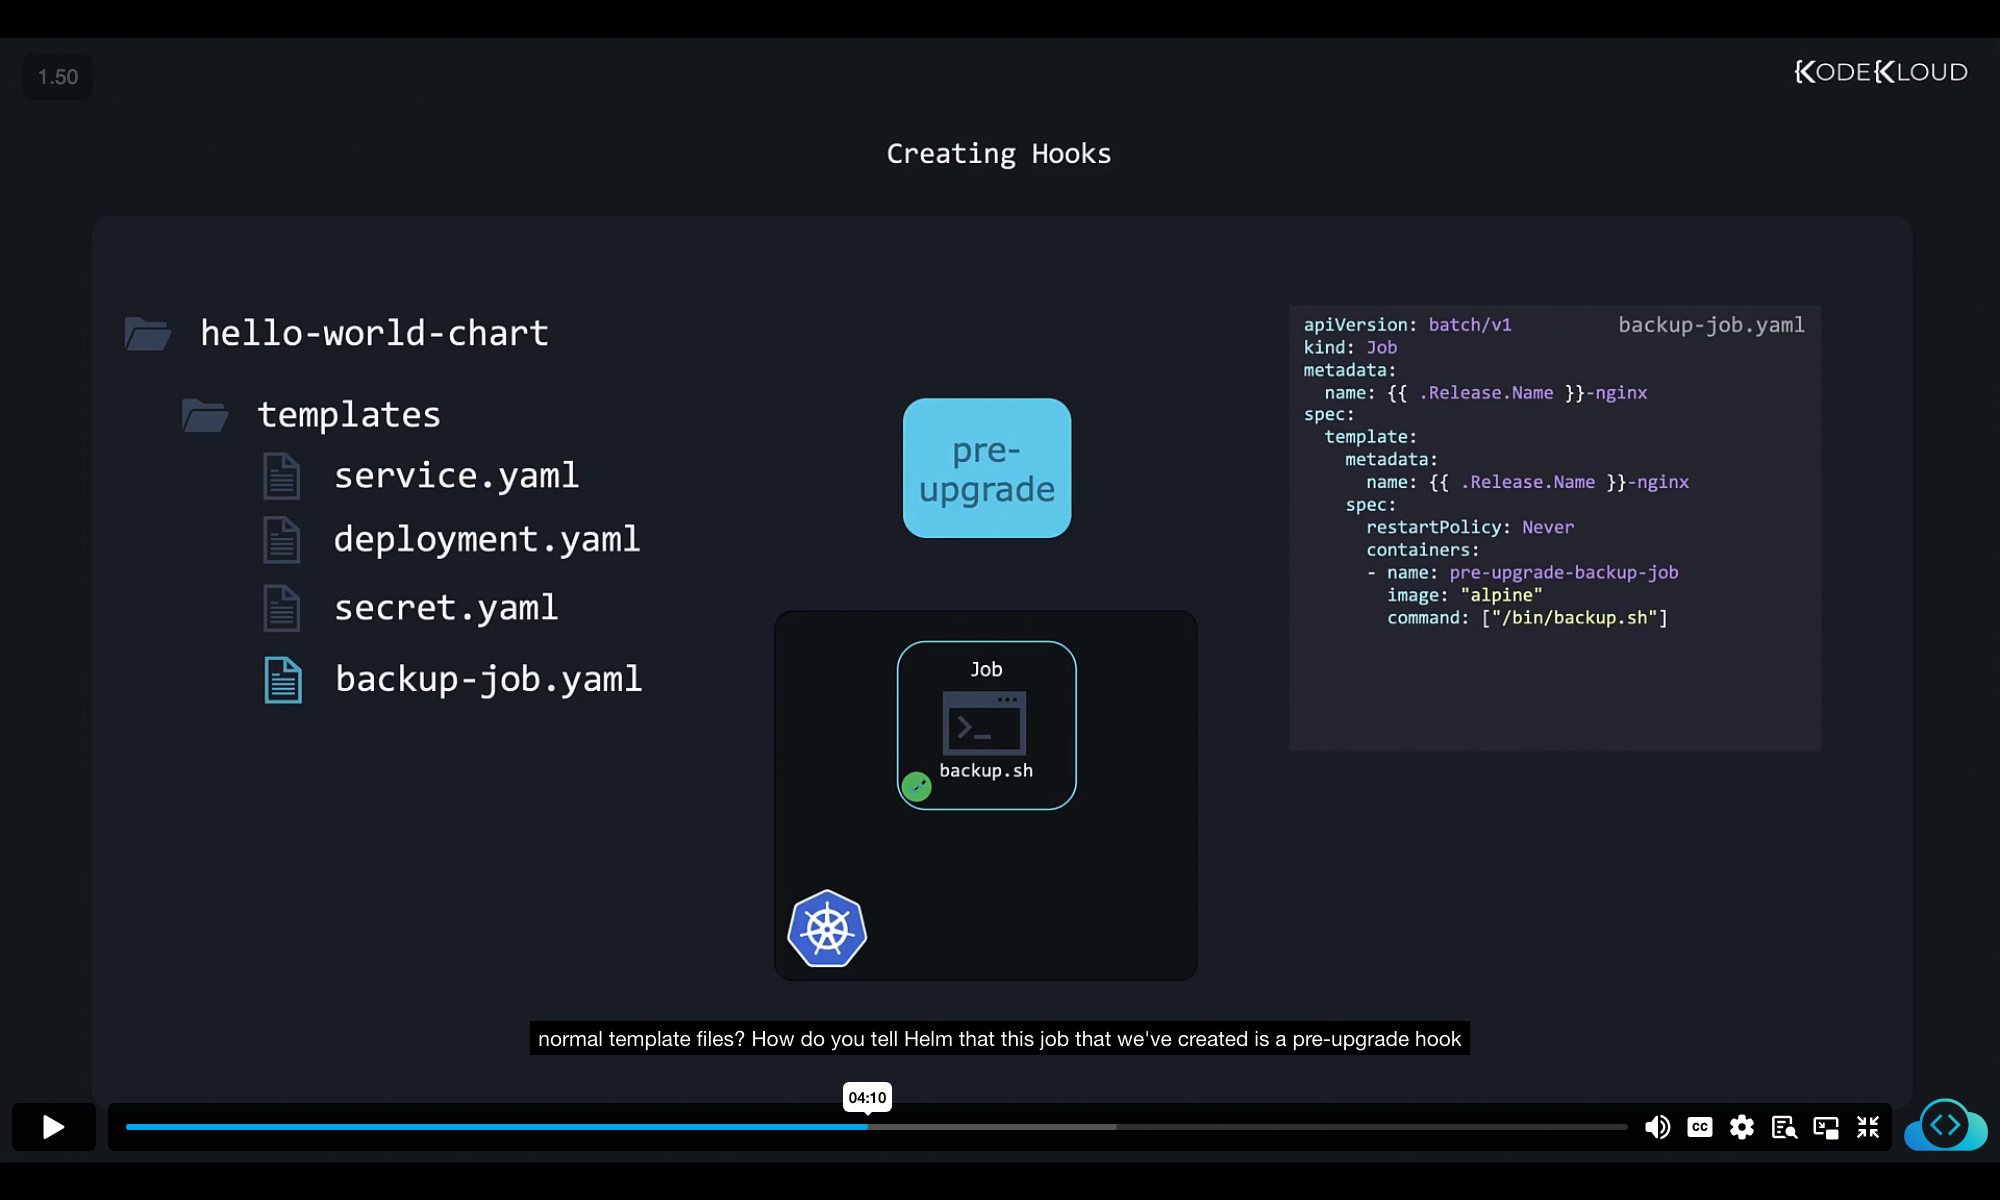 1.50
KODEKLOUD
Creating Hooks
hello-world-chart
templates
service.yaml
deployment.yaml
secret.yaml
backup-job.yaml
pre-
upgrade
Job
>_
backup.sh
backup-job.yaml
apiVersion: batch/v1
kind: Job
metadata:
  name: {{ .Release.Name }}-nginx
spec:
  template:
    metadata:
      name: {{ .Release.Name }}-nginx
    spec:
      restartPolicy: Never
      containers:
      - name: pre-upgrade-backup-job
        image: "alpine"
        command: ["/bin/backup.sh"]
normal template files? How do you tell Helm that this job that we've created is a pre-upgrade hook
04:10
CC